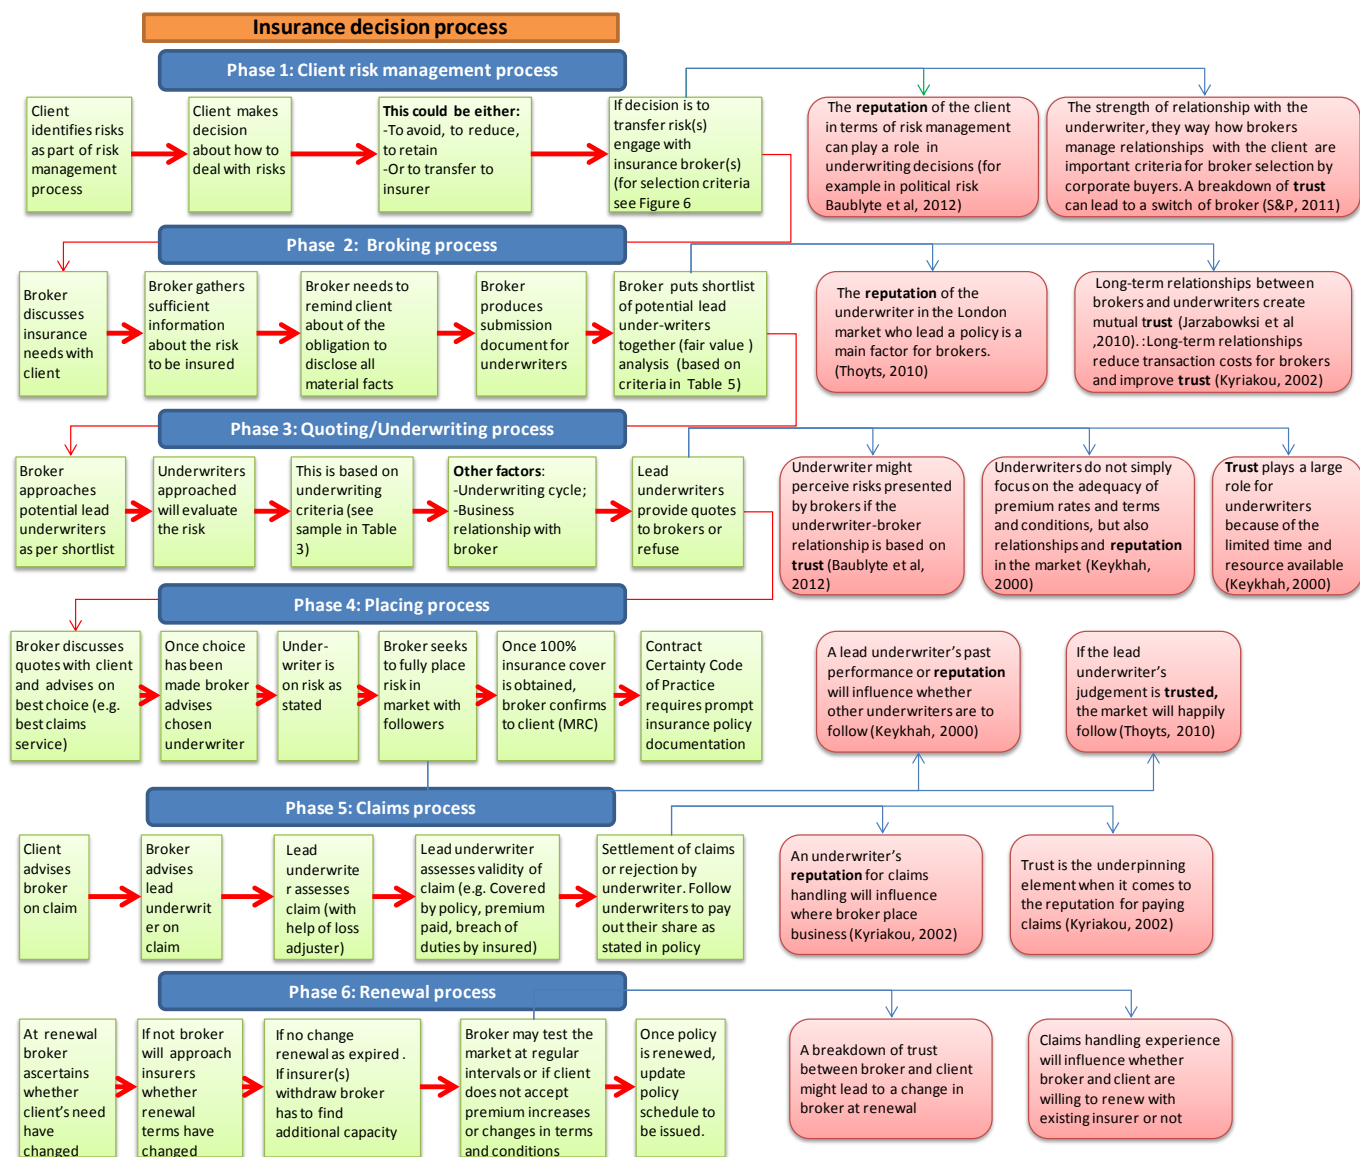 Insurance decision process
Phase 1: Client risk management process
Client
identifies risks
as part of risk
management
process
Client makes
decision
about how to
deal with risks
This could be either:
-To avoid, to reduce,
to retain
-Or to transfer to
insurer
If decision is to
transfer risk(s)
engage with
insurance broker(s)
(for selection criteria
see Figure 6
The reputation of the client
in terms of risk management
can play a role in
underwriting decisions (for
example in political risk
Baublyte et al, 2012)
The strength of relationship with the
underwriter, they way how brokers
manage relationships with the client are
important criteria for broker selection by
corporate buyers. A breakdown of trust
can lead to a switch of broker (S&P, 2011)
Phase 2: Broking process
Broker
discusses
insurance
needs with
client
Broker gathers
sufficient
information
about the risk
to be insured
Broker needs to
remind client
about of the
obligation to
disclose all
material facts
Broker
produces
submission
document for
underwriters
Broker puts shortlist
of potential lead
under-writers
together (fair value )
analysis (based on
criteria in Table 5)
The reputation of the
underwriter in the London
market who lead a policy is a
main factor for brokers.
(Thoyts, 2010)
Long-term relationships between
brokers and underwriters create
mutual trust (Jarzabowksi et al
,2010). :Long-term relationships
reduce transaction costs for brokers
and improve trust (Kyriakou, 2002)
Phase 3: Quoting/Underwriting process
Broker
approaches
potential lead
underwriters
as per shortlist
Underwriters
approached
will evaluate
the risk
This is based on
underwriting
criteria (see
sample in Table
3)
Other factors:
-Underwriting cycle;
-Business
relationship with
broker
Lead
underwriters
provide quotes
to brokers or
refuse
Underwriter might
perceive risks presented
by brokers if the
underwriter-broker
relationship is based on
trust (Baublyte et al,
2012)
Underwriters do not simply
focus on the adequacy of
premium rates and terms
and conditions, but also
relationships and reputation
in the market (Keykhah,
2000)
Trust plays a large
role for
underwriters
because of the
limited time and
resource available
(Keykhah, 2000)
Phase 4: Placing process
Broker discusses
quotes with client
and advises on
best choice (e.g.
best claims
service)
Once choice
has been
made broker
advises
chosen
underwriter
Under-
writer is
on risk as
stated
Broker seeks
to fully place
risk in
market with
followers
Once 100%
insurance cover
is obtained,
broker confirms
to client (MRC)
Contract
Certainty Code
of Practice
requires prompt
insurance policy
documentation
A lead underwriter's past
performance or reputation
will influence whether
other underwriters are to
follow (Keykhah, 2000)
If the lead
underwriter's
judgement is trusted,
the market will happily
follow (Thoyts, 2010)
Phase 5: Claims process
Client
advises
broker
on claim
Broker
advises
lead
underwrit
er on
claim
Lead
underwrite
r assesses
claim (with
help of loss
adjuster)
Lead underwriter
assesses validity of
claim (e.g. Covered
by policy, premium
paid, breach of
duties by insured)
Settlement of claims
or rejection by
underwriter. Follow
underwriters to pay
out their share as
stated in policy
An underwriter's
reputation for claims
handling will influence
where broker place
business (Kyriakou, 2002)
Trust is the underpinning
element when it comes to
the reputation for paying
claims (Kyriakou, 2002)
Phase 6: Renewal process
At renewal
broker
ascertains
whether
client's need
have
changed
If not broker
will approach
insurers
whether
renewal
terms have
changed
If no change
renewal as expired .
If insurer(s)
withdraw broker
has to find
additional capacity
Broker may test the
market at regular
intervals or if client
does not accept
premium increases
or changes in terms
and conditions
Once policy
is renewed,
update
policy
schedule to
be issued.
A breakdown of trust
between broker and client
might lead to a change in
broker at renewal
Claims handling experience
will influence whether
broker and client are
willing to renew with
existing insurer or not